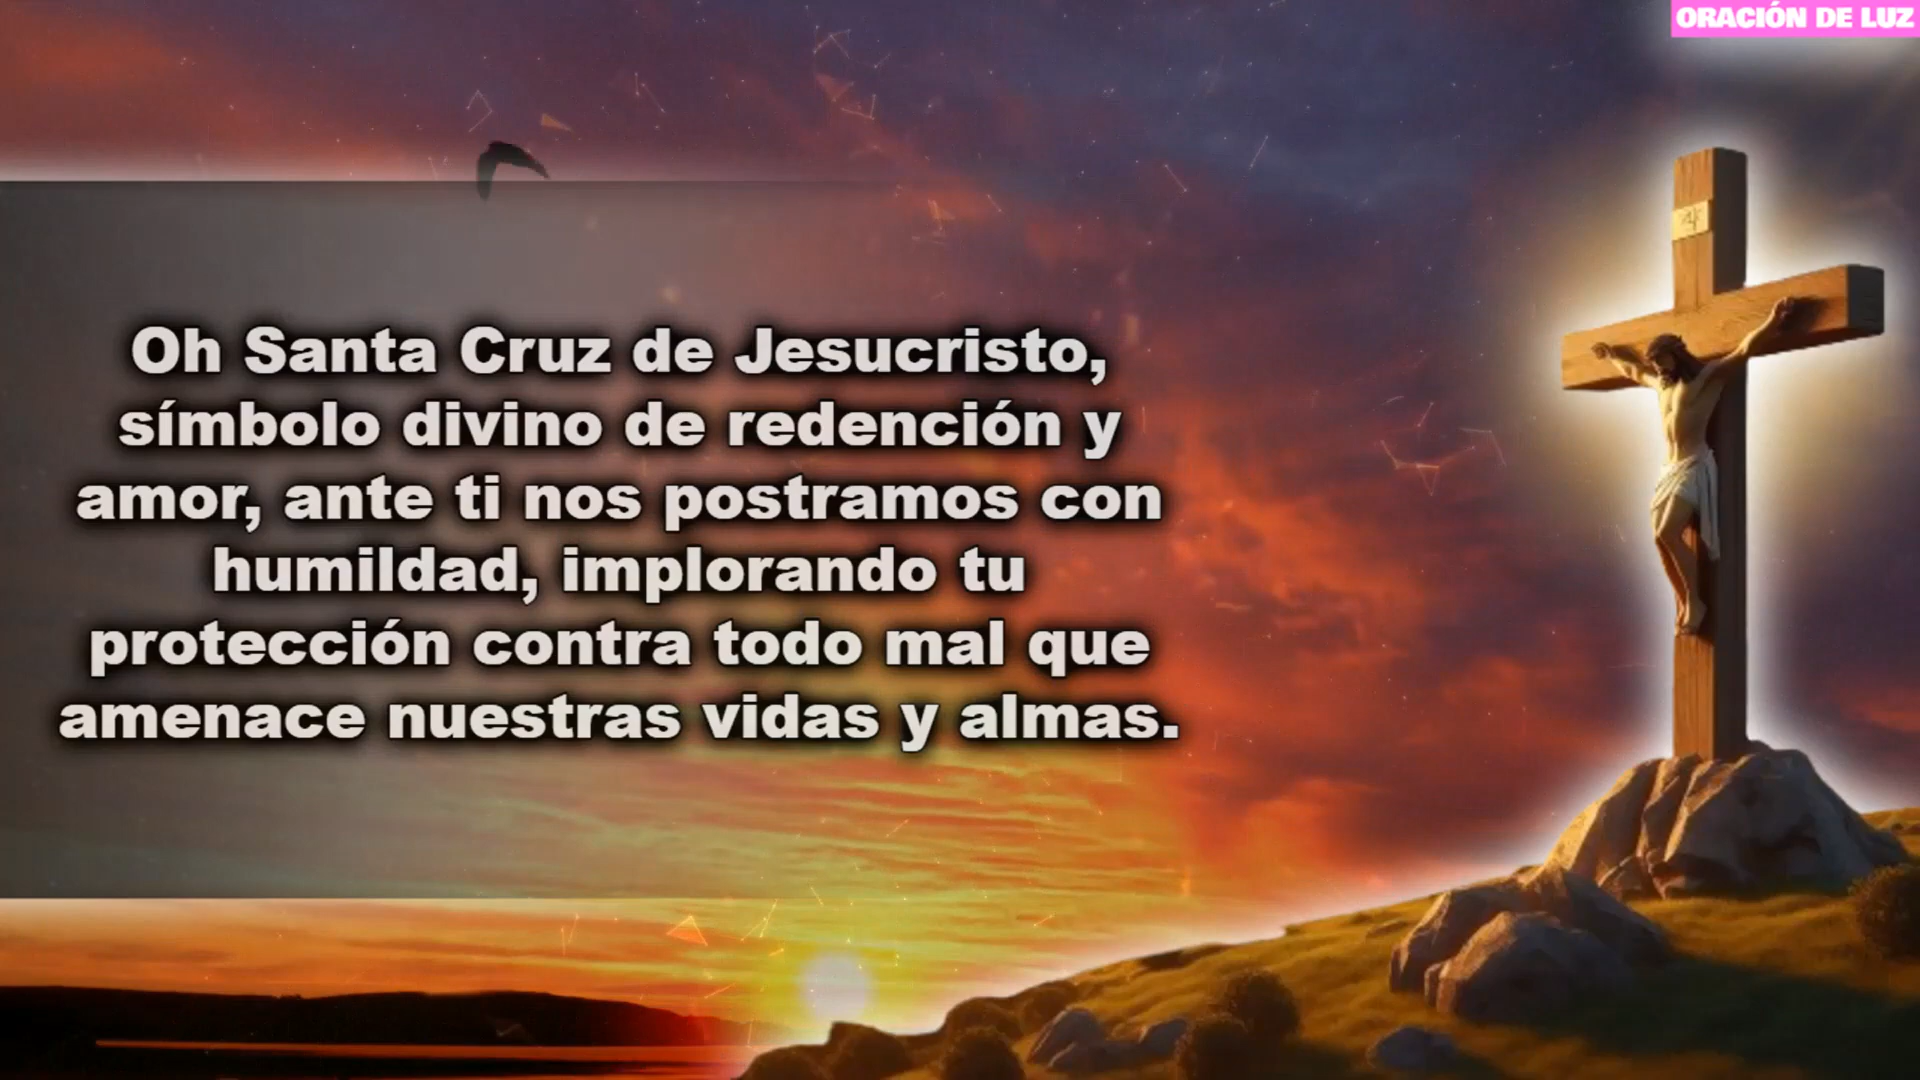 ORACIÓN DE LUZ
Oh Santa Cruz de Jesucristo,
símbolo divino de redención y
amor, ante ti nos postramos con
humildad, implorando tu
protección contra todo mal que
amenace nuestras vidas y almas.